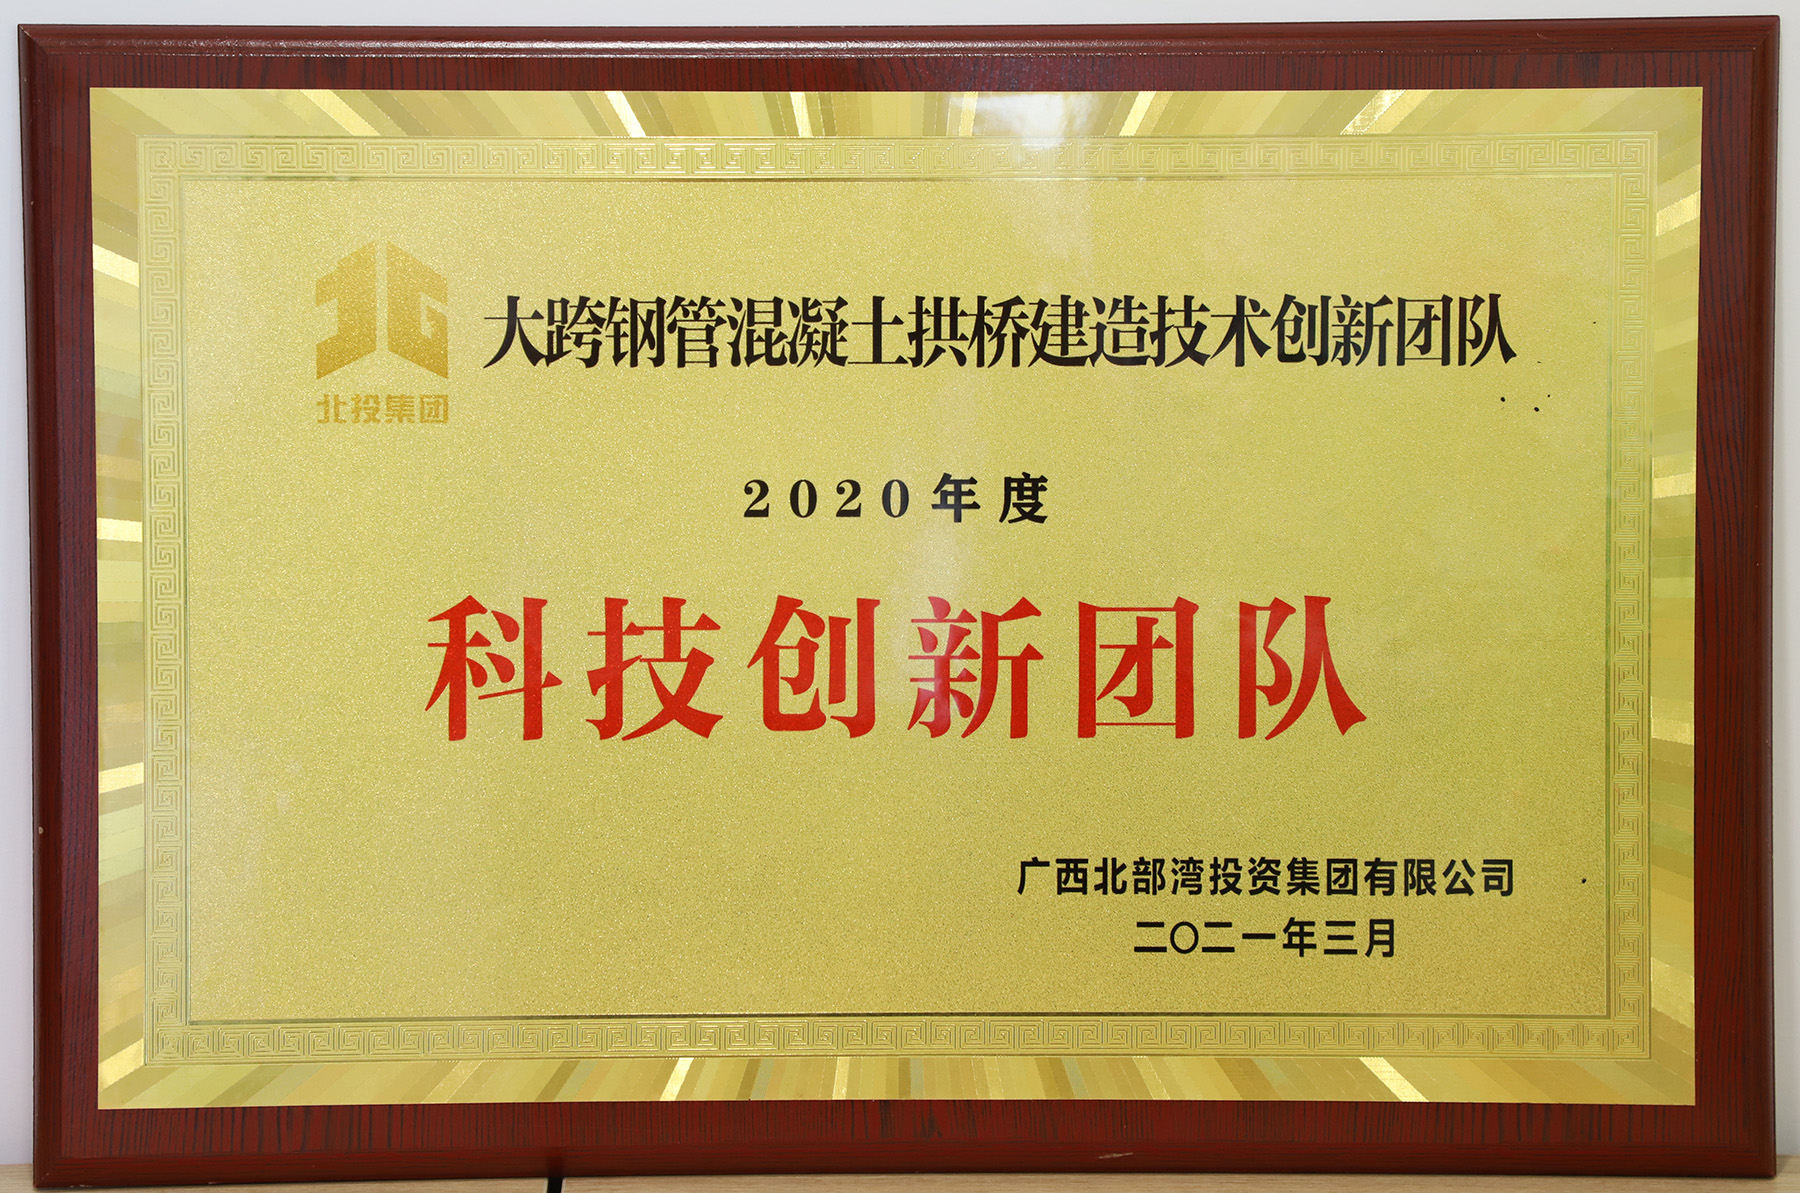 大跨钢管混凝土拱桥建造技术创新团队
北投集团
2020年度
科技创新团队
广西北部湾投资集团有限公司
二〇二一年三月